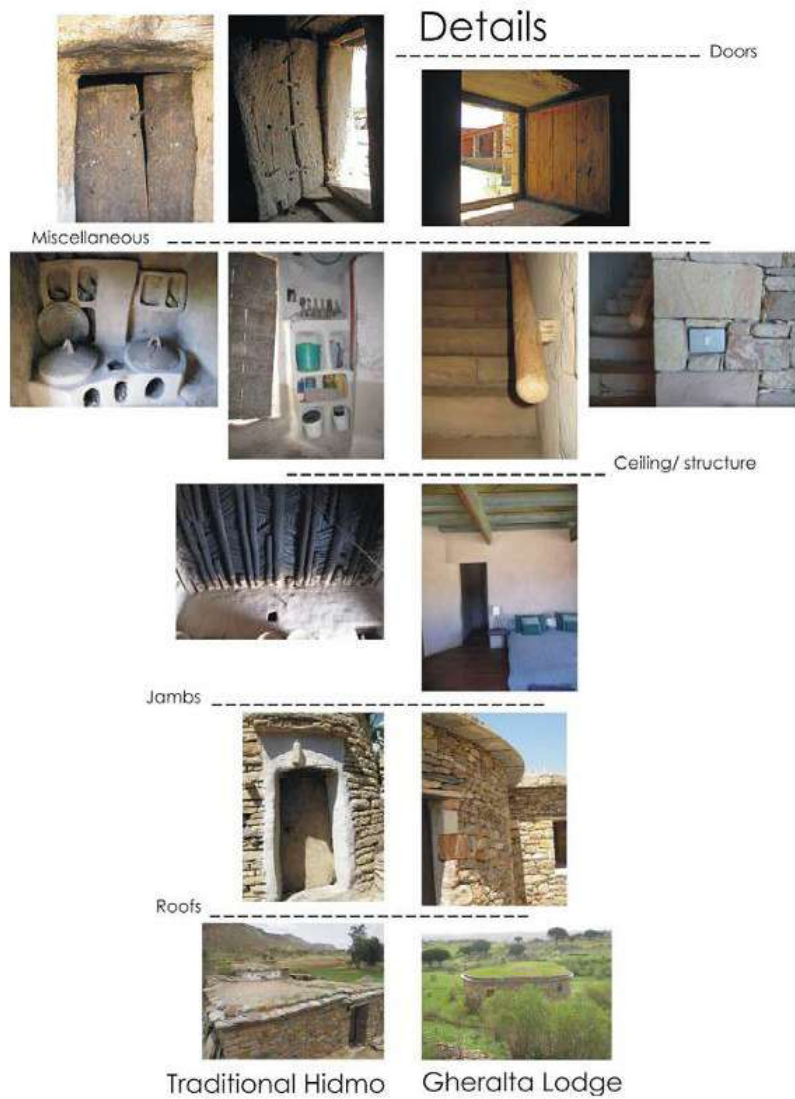 Details
Doors
Miscellaneous
Ceiling/ structure
Jambs
Roofs
Traditional Hidmo
Gheralta Lodge